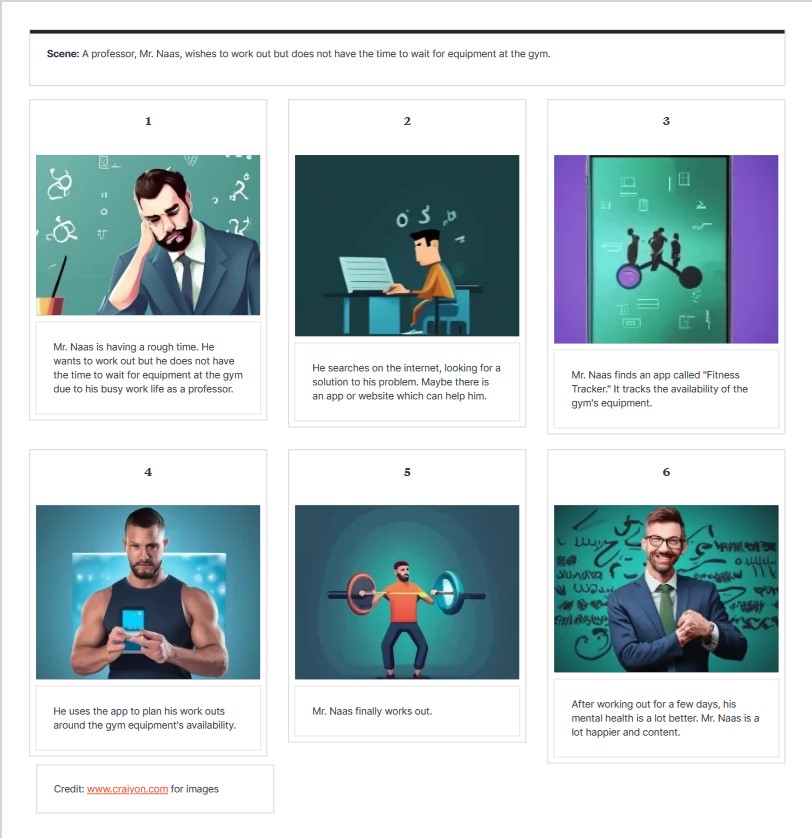 Scene: A professor, Mr. Naas, wishes to work out but does not have the time to wait for equipment at the gym.
1
2
3
Mr. Naas is having a rough time. He
wants to work out but he does not have
the time to wait for equipment at the gym
due to his busy work life as a professor.
He searches on the internet, looking for a
solution to his problem. Maybe there is
an app or website which can help him.
Mr. Naas finds an app called "Fitness
Tracker." It tracks the availability of the
gym's equipment.
4
5
6
He uses the app to plan his work outs
around the gym equipment's availability.
Mr. Naas finally works out.
After working out for a few days, his
mental health is a lot better. Mr. Naas is a
lot happier and content.
Credit: www.craiyon.com for images